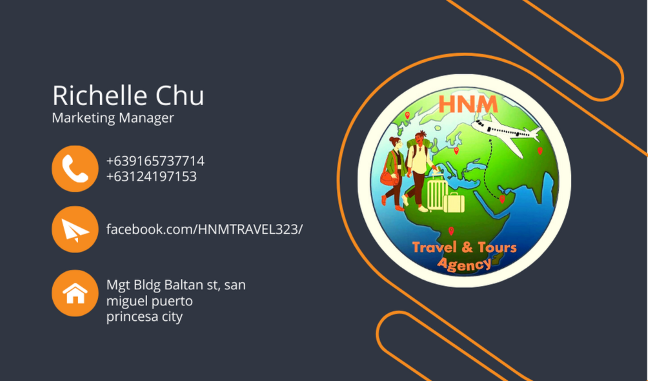 Richelle Chu
Marketing Manager
+639165737714
+63124197153
facebook.com/HNMTRAVEL323/
Mgt Bldg Baltan st, san
miguel puerto
princesa city
HNM
Travel & Tours
Agency